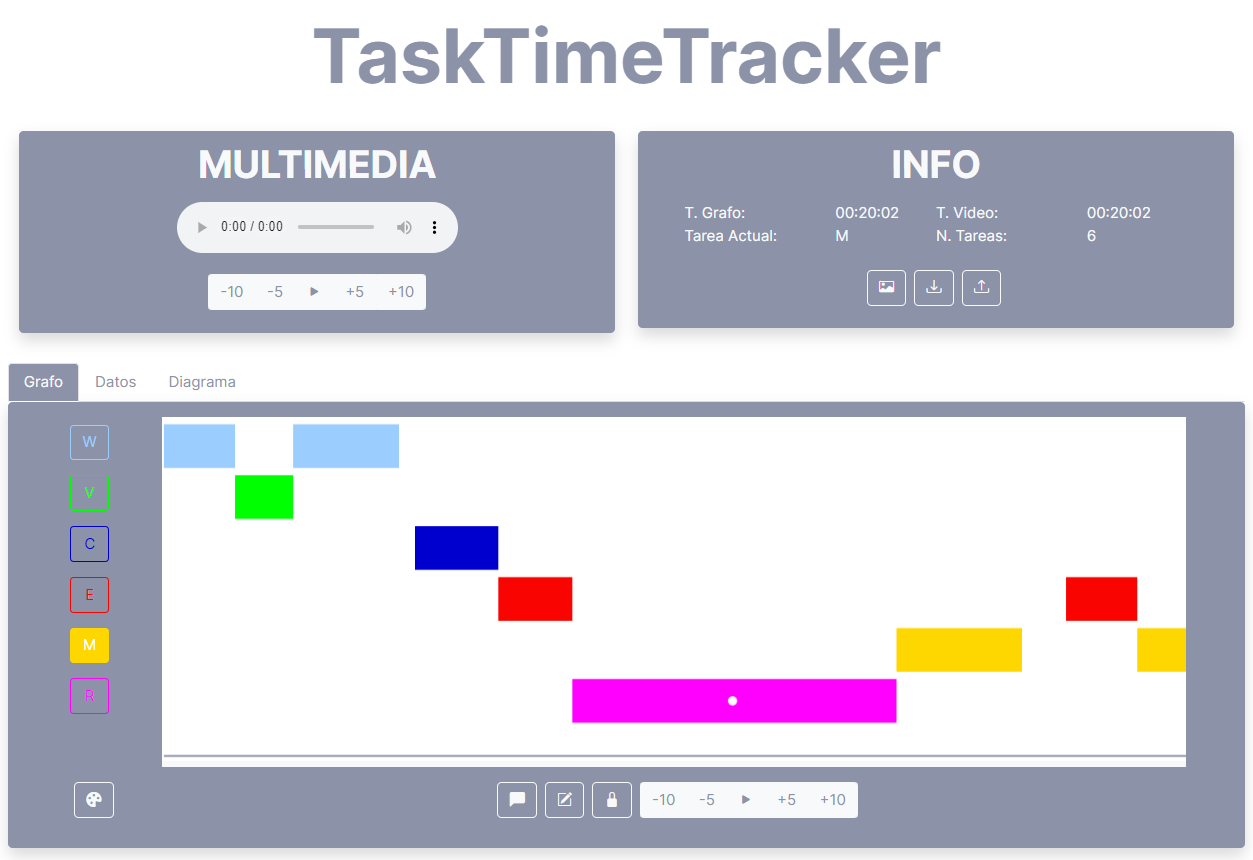 TaskTimeTracker
MULTIMEDIA
0:00 / 0:00
-10 -5 +5 +10
INFO
T. Grafo: 00:20:02 T. Video: 00:20:02
Tarea Actual: M N. Tareas: 6
Grafo Datos Diagrama
W
V
C
E
M
R
-10 -5 +5 +10